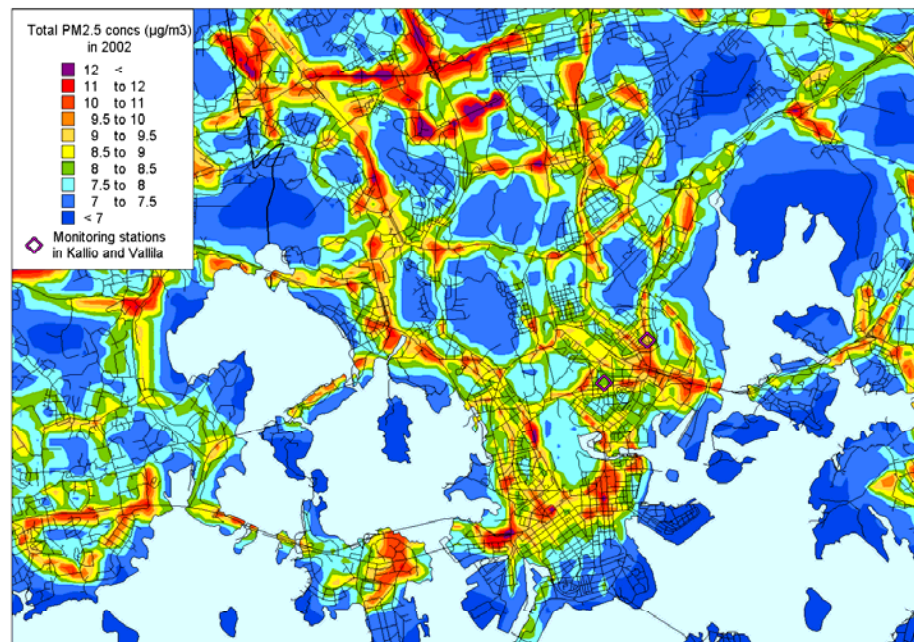 Total PM2.5 concs (µg/m3)
in 2002
12 <
11 to 12
10 to 11
9.5 to 10
9 to 9.5
8.5 to 9
8 to 8.5
7.5 to 8
7 to 7.5
< 7
Monitoring stations
in Kallio and Vallila